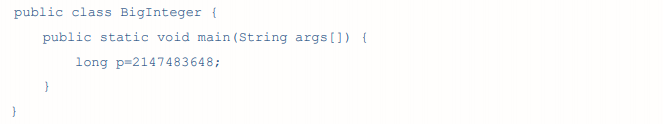 public class BigInteger {
    public static void main(String args[]) {
        long p=2147483648;
    }
}